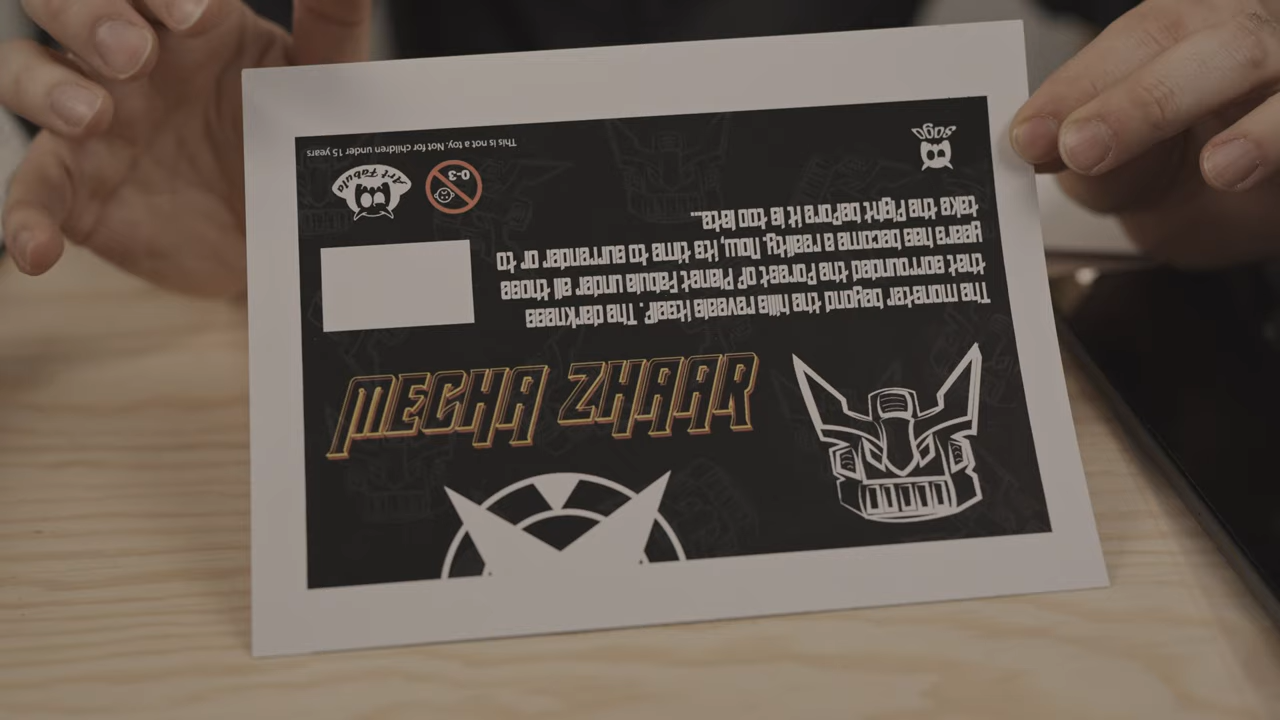 MECHA ZHAAR
The monster beyond the hills reveals itself. The darkness
that sorrounded the Forest of Planet Fabula under all those
years has become a reality. Now, its time to surrender or to
take the fight before it is too late...
Sago
Art Fabula
0-3
This is not a toy. Not for children under 15 years